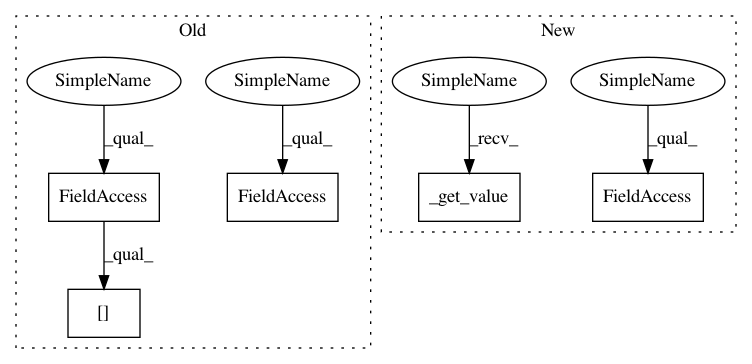 Old
New
SimpleName
SimpleName
SimpleName
SimpleName
_qual_
_qual_
_recv_
_qual_
FieldAccess
FieldAccess
_get_value
FieldAccess
_qual_
[]